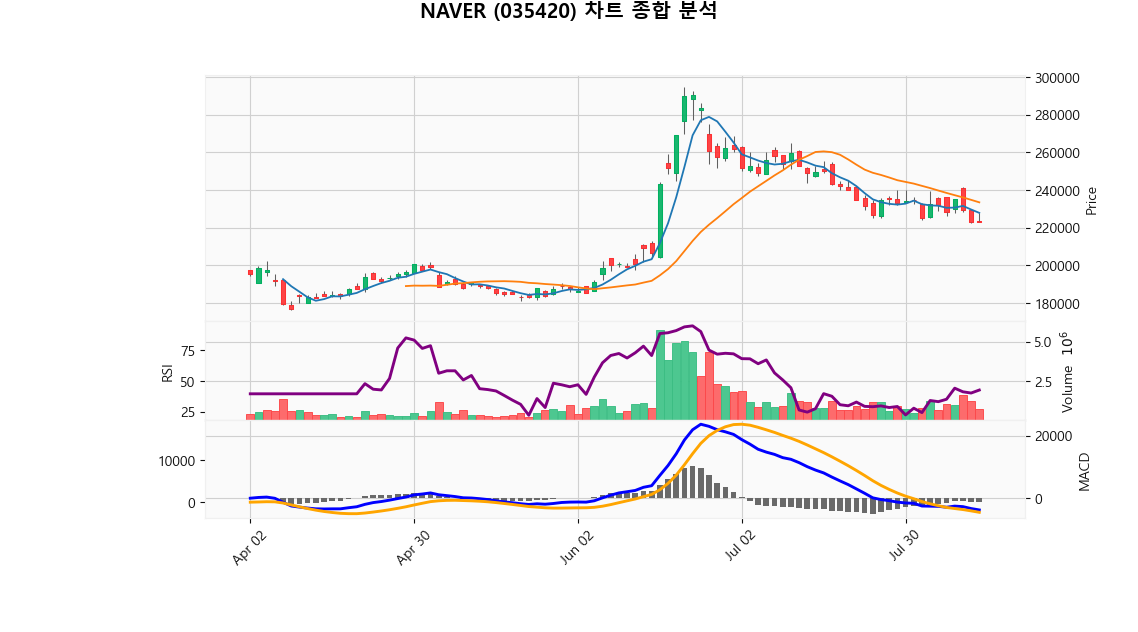 NAVER (035420) 차트 종합 분석
300000
280000
260000
240000
220000
200000
180000
Price
75
50
25
RSI
5.0
2.5
Volume 10⁶
10000
0
20000
0
MACD
Apr 02
Apr 30
Jun 02
Jul 02
Jul 30